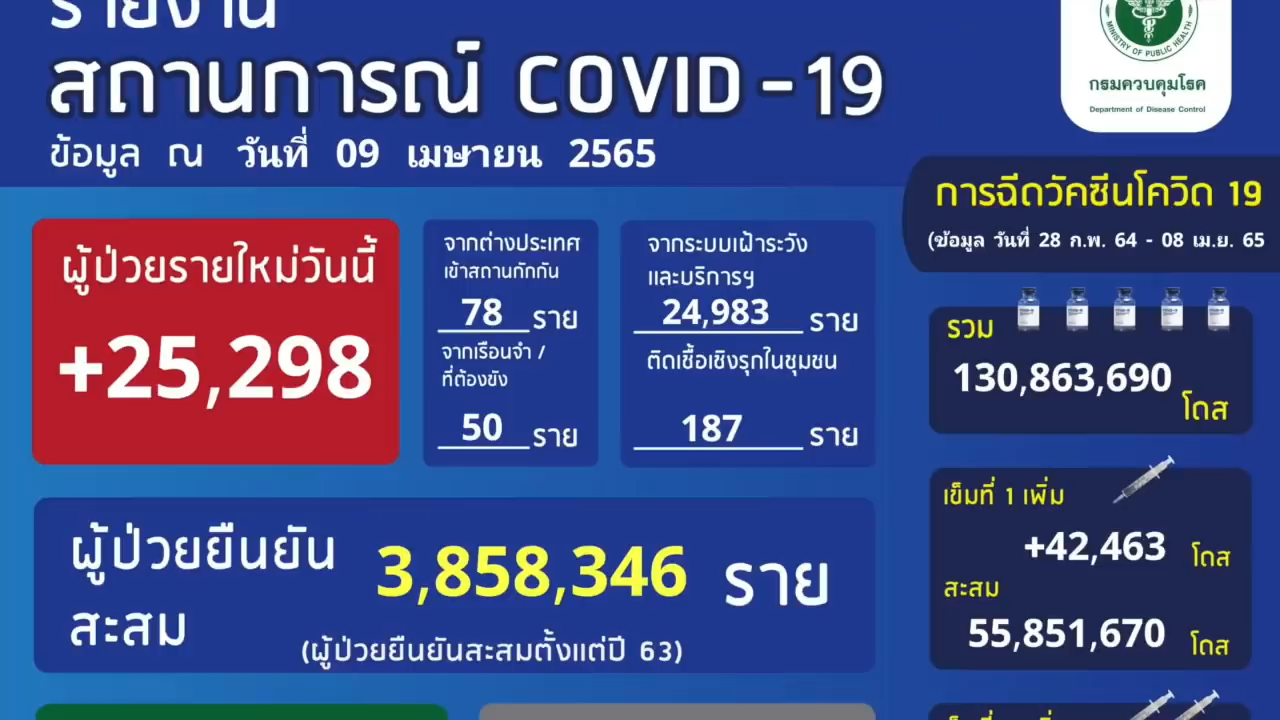 รายงาน
สถานการณ์ COVID -19
ข้อมูล ณ วันที่ 09 เมษายน 2565
MINISTRY OF PUBLIC HEALTH
กรมควบคุมโรค
Department of Disease Control
ผู้ป่วยรายใหม่วันนี้
+25,298
จากต่างประเทศ
เข้าสถานกักกัน
78 ราย
จากเรือนจำ /
ที่ต้องขัง
50 ราย
จากระบบเฝ้าระวัง
และบริการฯ
24,983 ราย
ติดเชื้อเชิงรุกในชุมชน
187 ราย
ผู้ป่วยยืนยัน
สะสม
3,858,346 ราย
(ผู้ป่วยยืนยันสะสมตั้งแต่ปี 63)
การฉีดวัคซีนโควิด 19
(ข้อมูล วันที่ 28 ก.พ. 64 - 08 เม.ย. 65
รวม
130,863,690
โดส
เข็มที่ 1 เพิ่ม
+42,463 โดส
สะสม
55,851,670 โดส